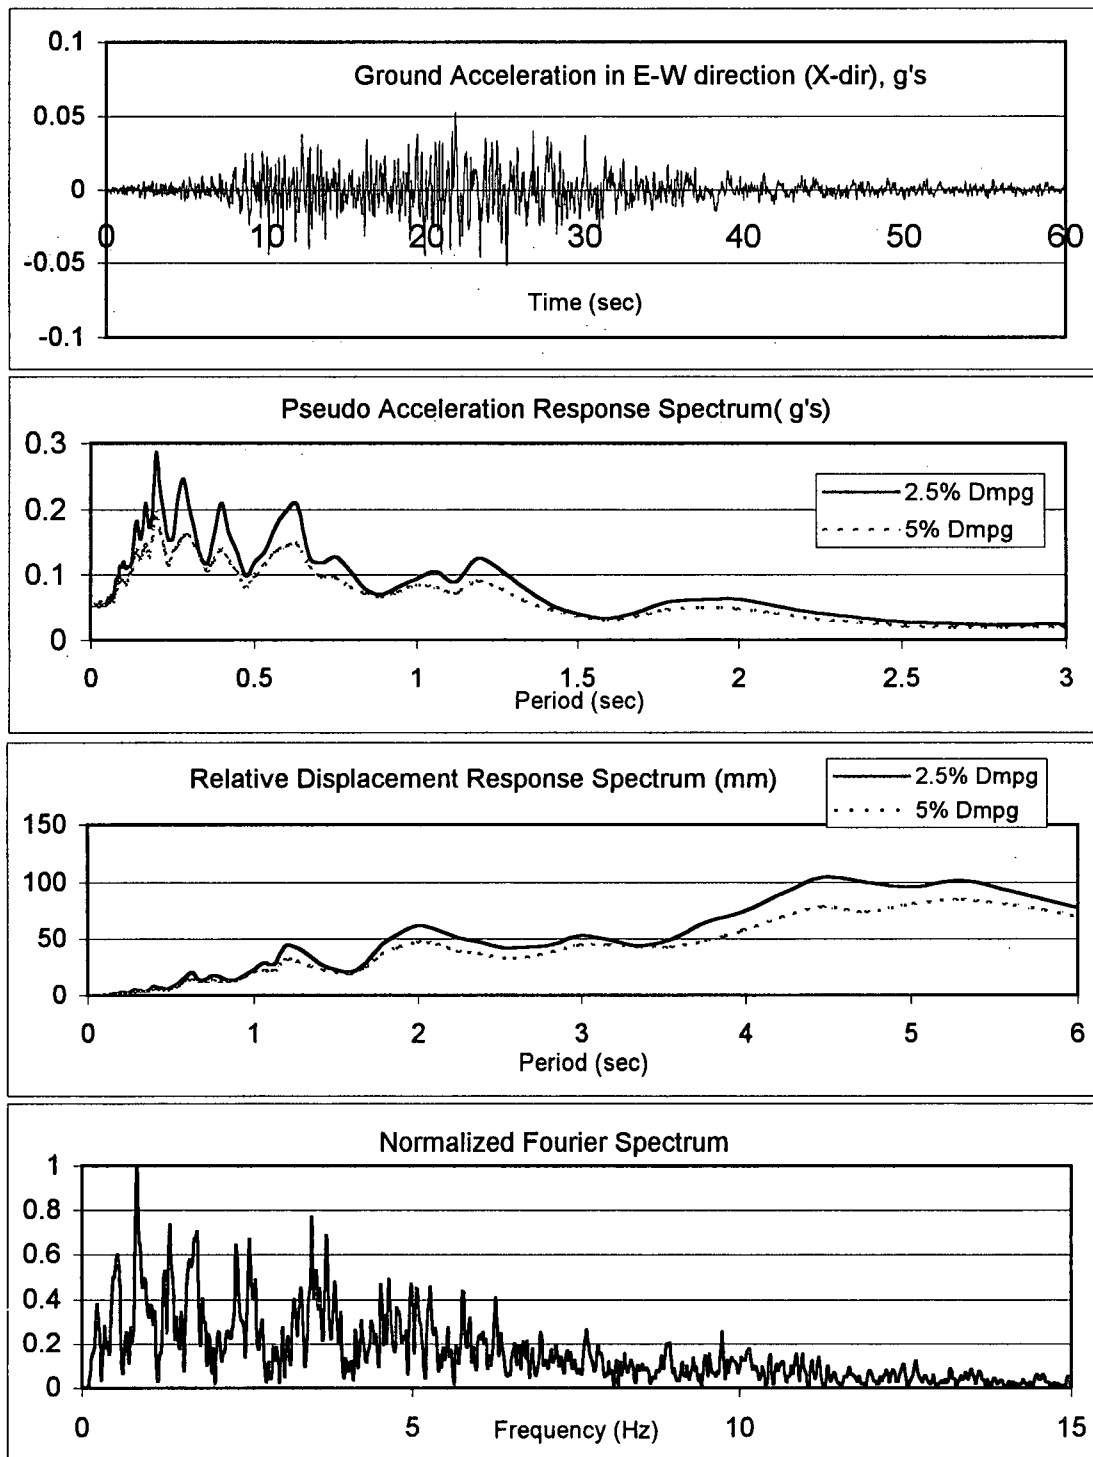 0.1
Ground Acceleration in E-W direction (X-dir), g's
0.05
0
0 10 20 30 40 50 60
-0.05
Time (sec)
-0.1
Pseudo Acceleration Response Spectrum( g's)
0.3
2.5% Dmpg
0.2
5% Dmpg
0.1
0
0 0.5 1 1.5 2 2.5 3
Period (sec)
Relative Displacement Response Spectrum (mm)
2.5% Dmpg
5% Dmpg
150
100
50
0
0 1 2 3 4 5 6
Period (sec)
Normalized Fourier Spectrum
1
0.8
0.6
0.4
0.2
0
0 5 10 15
Frequency (Hz)